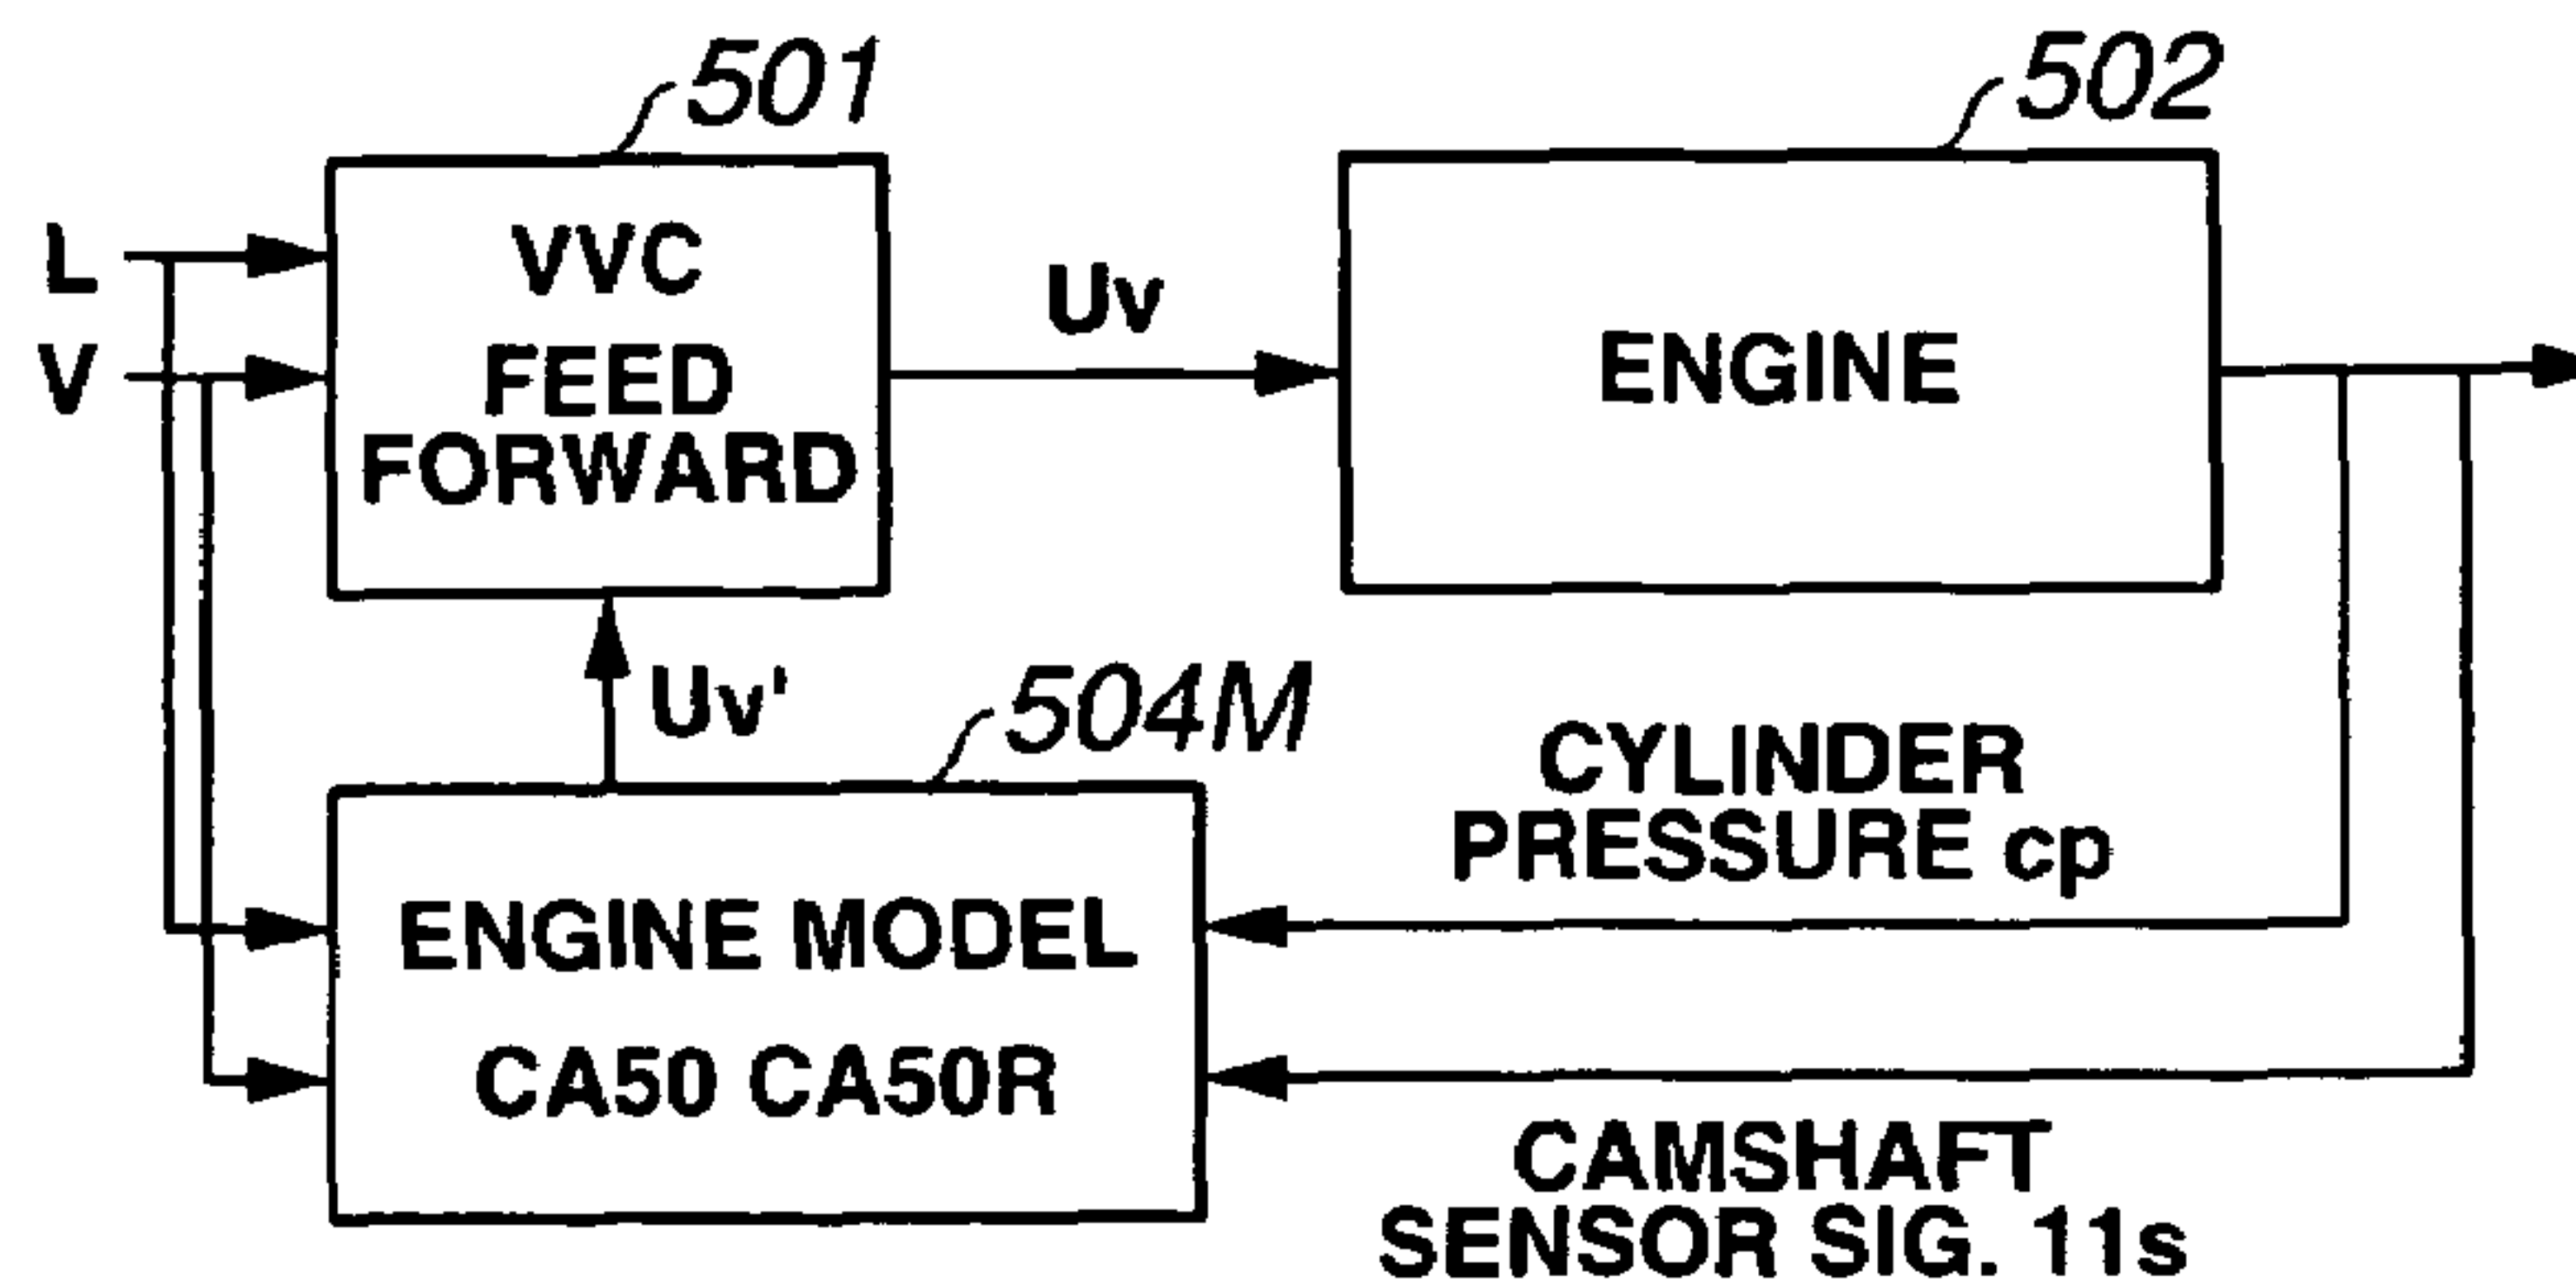 501
502
L
V
VVC
FEED
FORWARD
Uv
ENGINE
Uv'
504M
CYLINDER
PRESSURE cp
ENGINE MODEL
CA50 CA50R
CAMSHAFT
SENSOR SIG. 11s